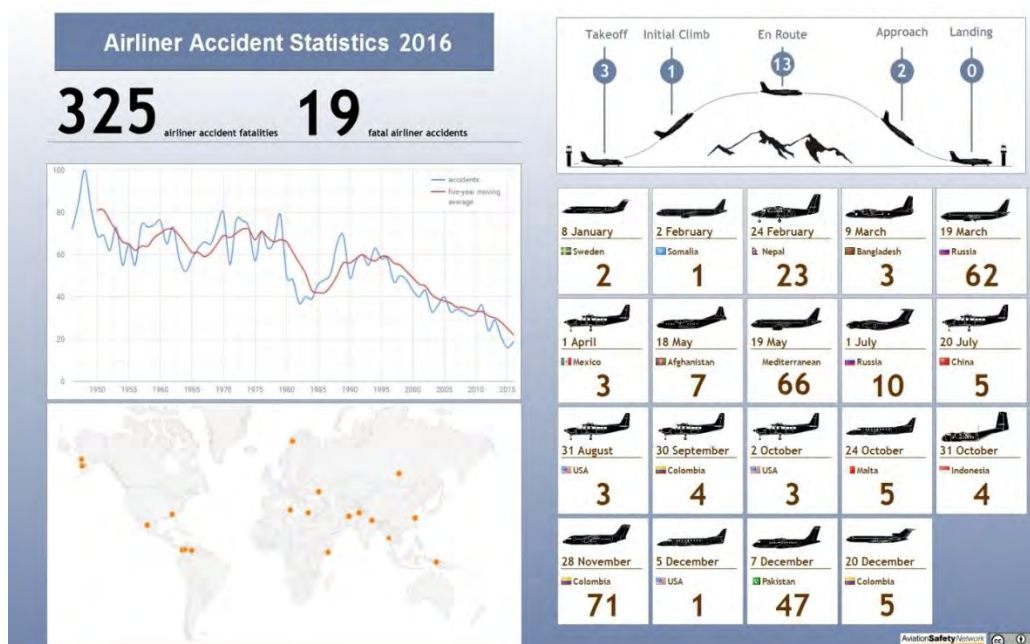 Airliner Accident Statistics 2016
325 airliner accident fatalities 19 fatal airliner accidents
100
80
60
40
20
0
accidents
five-year moving
average
1950 1955 1960 1965 1970 1975 1980 1985 1990 1995 2000 2005 2010 2015
Takeoff Initial Climb En Route Approach Landing
3 1 13 2 0
8 January 2 February 24 February 9 March 19 March
Sweden Somalia Nepal Bangladesh Russia
2 1 23 3 62
1 April 18 May 19 May 1 July 20 July
Mexico Afghanistan Mediterranean Russia China
3 7 66 10 5
31 August 30 September 2 October 24 October 31 October
USA Colombia USA Malta Indonesia
3 4 3 5 4
28 November 5 December 7 December 20 December
Colombia USA Pakistan Colombia
71 1 47 5
AviationSafetyNetwork cc